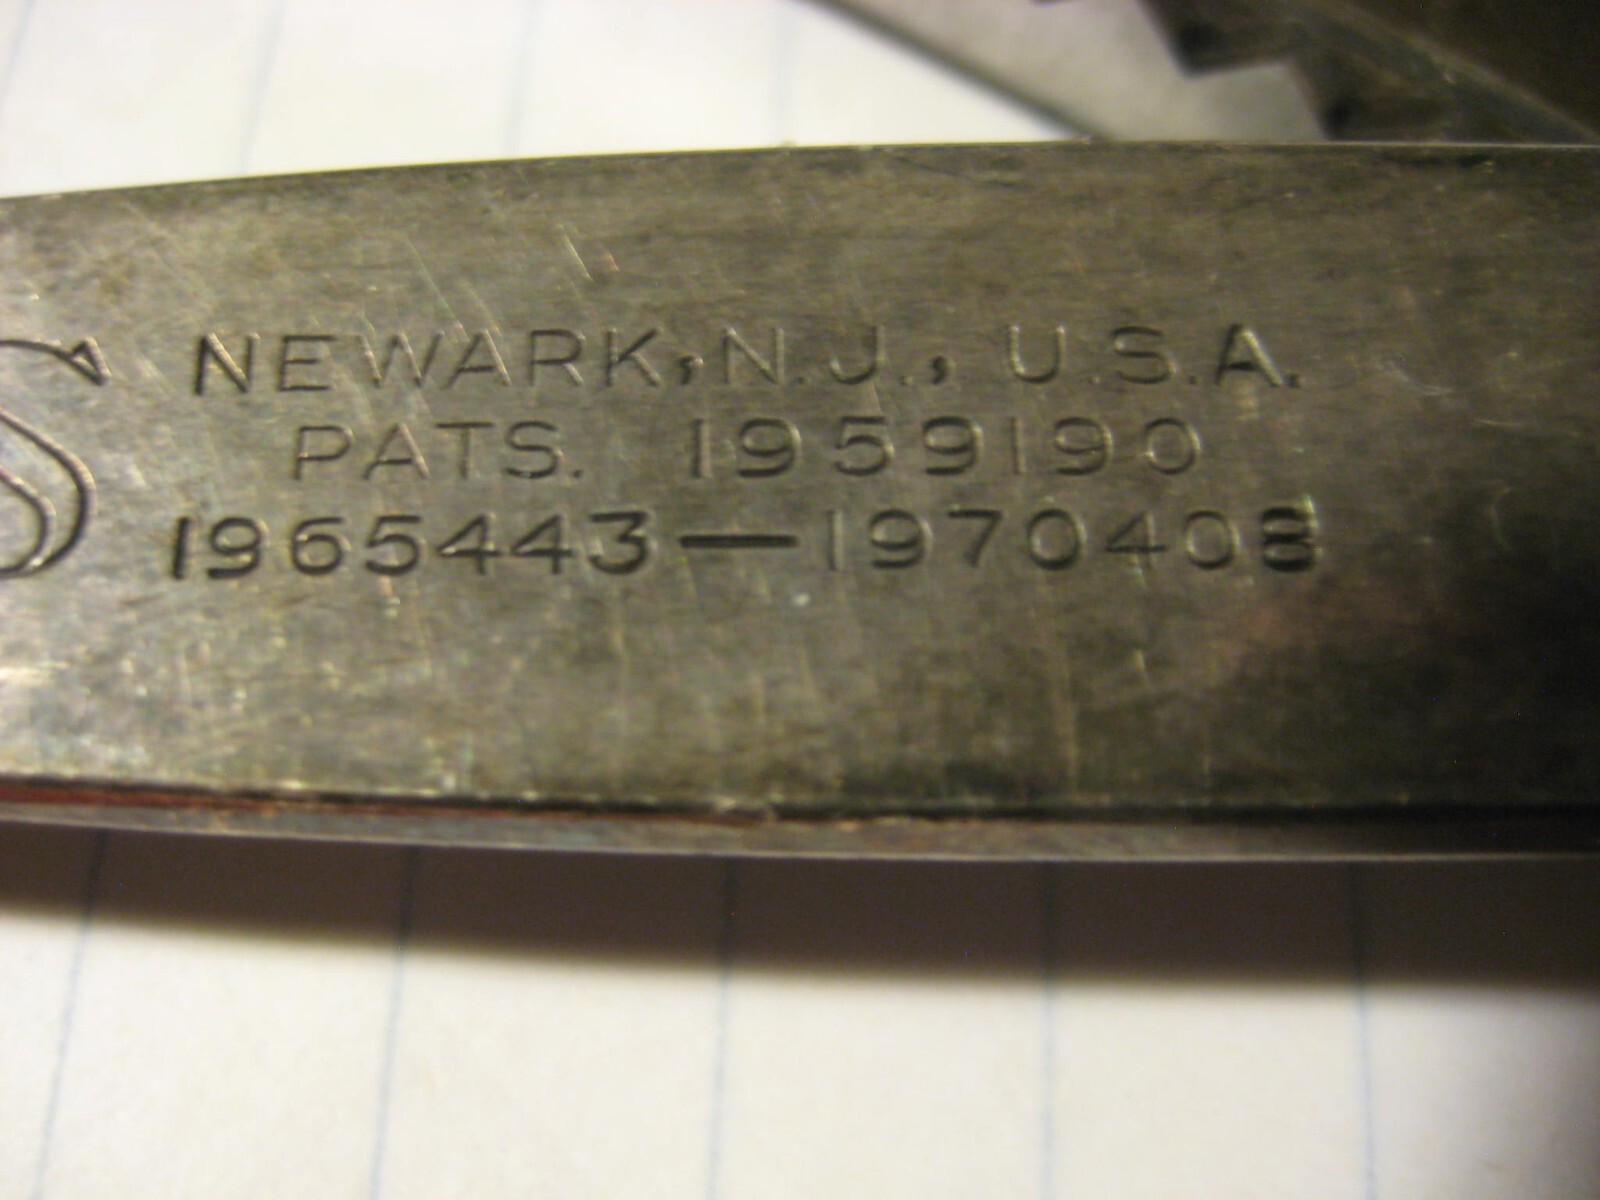 NEWARK, N.J., U.S.A.
PATS. 1959190
1965443—1970408